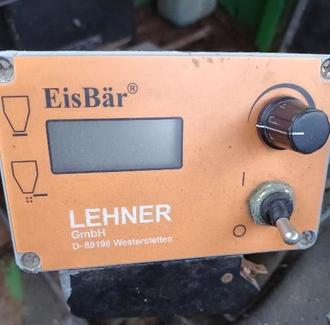 EisBär®
I
LEHNER
GmbH
D-89198 Westerstetten
O